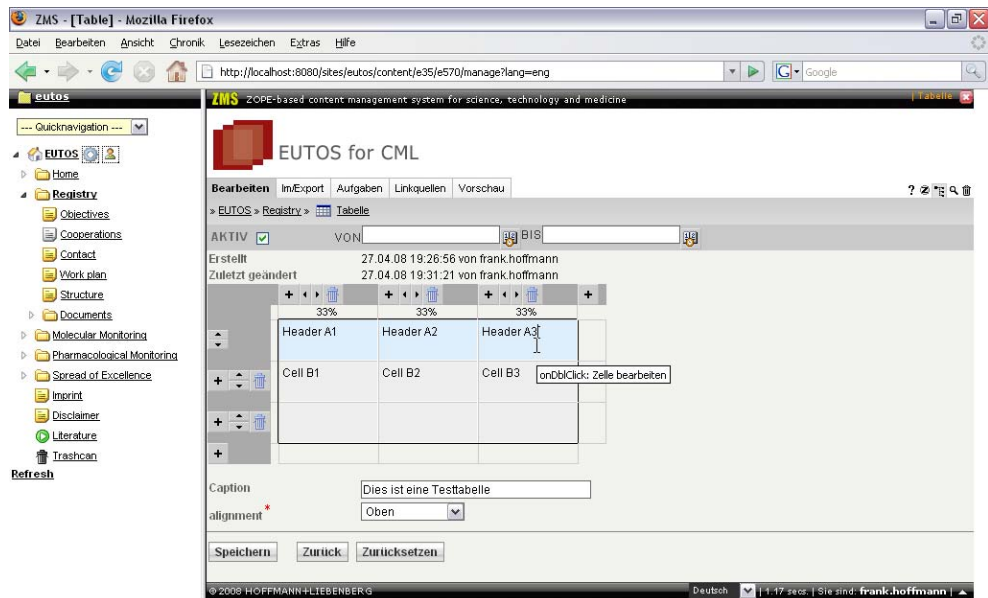 ZMS - [Table] - Mozilla Firefox
Datei Bearbeiten Ansicht Chronik Lesezeichen Extras Hilfe
http://localhost:8080/sites/eutos/content/e35/e570/manage?lang=eng
Google
eutos
ZMS ZOPE-based content management system for science, technology and medicine | Tabelle
--- Quicknavigation ---
EUTOS
Home
Registry
Objectives
Cooperations
Contact
Work plan
Structure
Documents
Molecular Monitoring
Pharmacological Monitoring
Spread of Excellence
Imprint
Disclaimer
Literature
Trashcan
Refresh
EUTOS for CML
Bearbeiten Im/Export Aufgaben Linkquellen Vorschau
» EUTOS » Registry » Tabelle
AKTIV VON BIS
Erstellt 27.04.08 19:26:56 von frank.hoffmann
Zuletzt geändert 27.04.08 19:31:21 von frank.hoffmann
33% 33% 33%
Header A1 Header A2 Header A3
Cell B1 Cell B2 Cell B3
onDblClick: Zelle bearbeiten
Caption Dies ist eine Testtabelle
alignment* Oben
Speichern Zurück Zurücksetzen
© 2008 HOFFMANN+LIEBENBERG Deutsch | 1.17 secs. | Sie sind: frank.hoffmann |